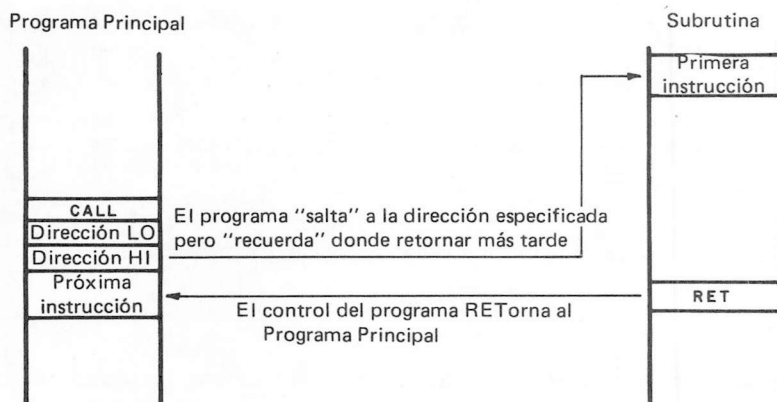 Programa Principal
Subrutina
Primera
instrucción
CALL
Dirección LO
Dirección HI
Próxima
instrucción
El programa "salta" a la dirección especificada
pero "recuerda" donde retornar más tarde
RET
El control del programa RETorna al
Programa Principal